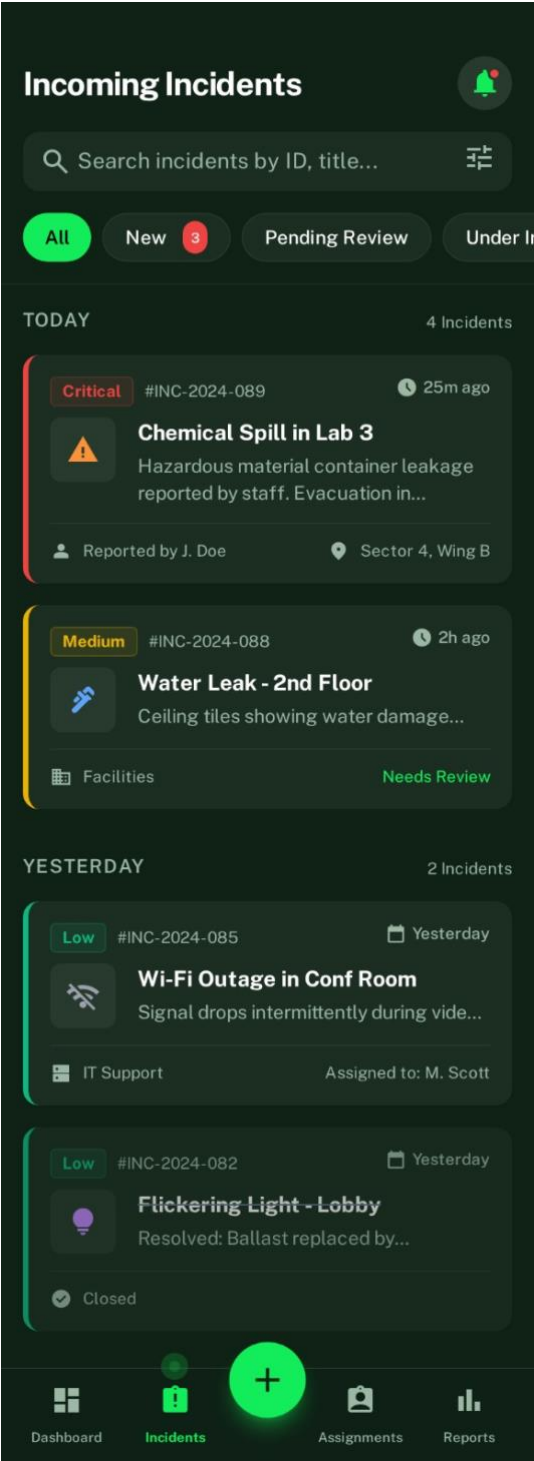 Incoming Incidents
Search incidents by ID, title...
All
New 3
Pending Review
Under I
TODAY
4 Incidents
Critical #INC-2024-089 25m ago
Chemical Spill in Lab 3
Hazardous material container leakage
reported by staff. Evacuation in...
Reported by J. Doe
Sector 4, Wing B
Medium #INC-2024-088 2h ago
Water Leak - 2nd Floor
Ceiling tiles showing water damage...
Facilities
Needs Review
YESTERDAY
2 Incidents
Low #INC-2024-085 Yesterday
Wi-Fi Outage in Conf Room
Signal drops intermittently during vide...
IT Support
Assigned to: M. Scott
Low #INC-2024-082 Yesterday
Flickering Light - Lobby
Resolved: Ballast replaced by...
Closed
Dashboard
Incidents
Assignments
Reports